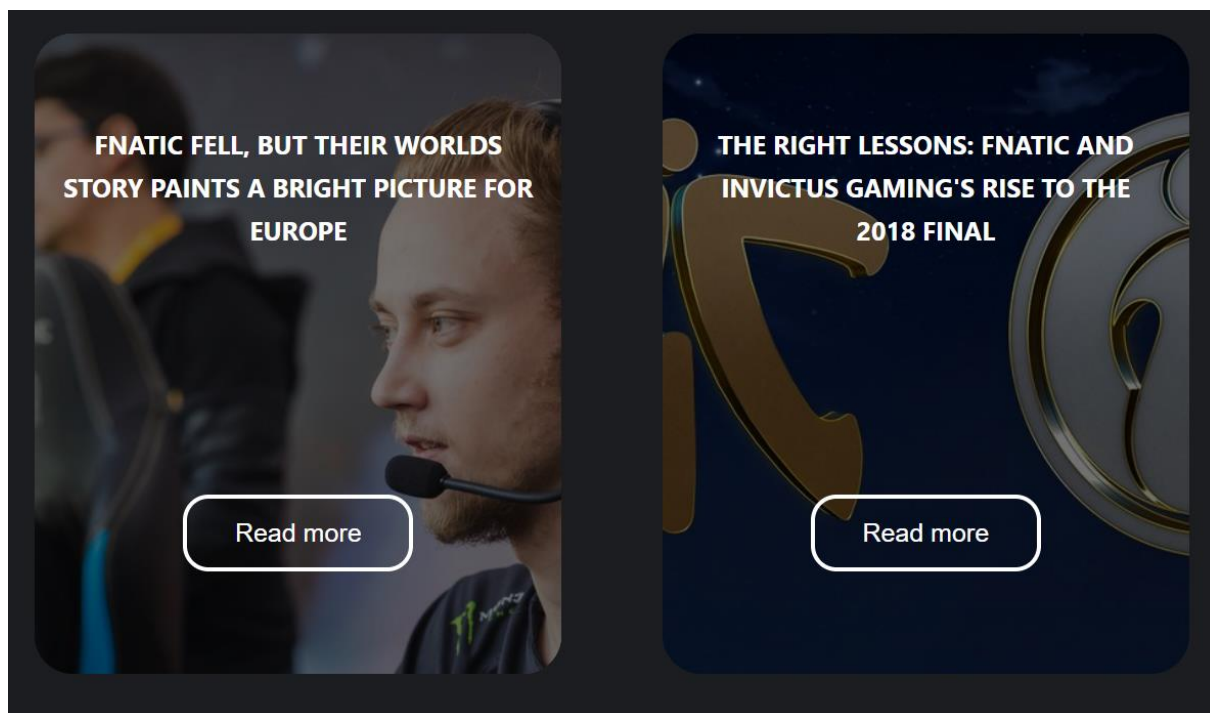 FNATIC FELL, BUT THEIR WORLDS
STORY PAINTS A BRIGHT PICTURE FOR
EUROPE
Read more
THE RIGHT LESSONS: FNATIC AND
INVICTUS GAMING'S RISE TO THE
2018 FINAL
Read more